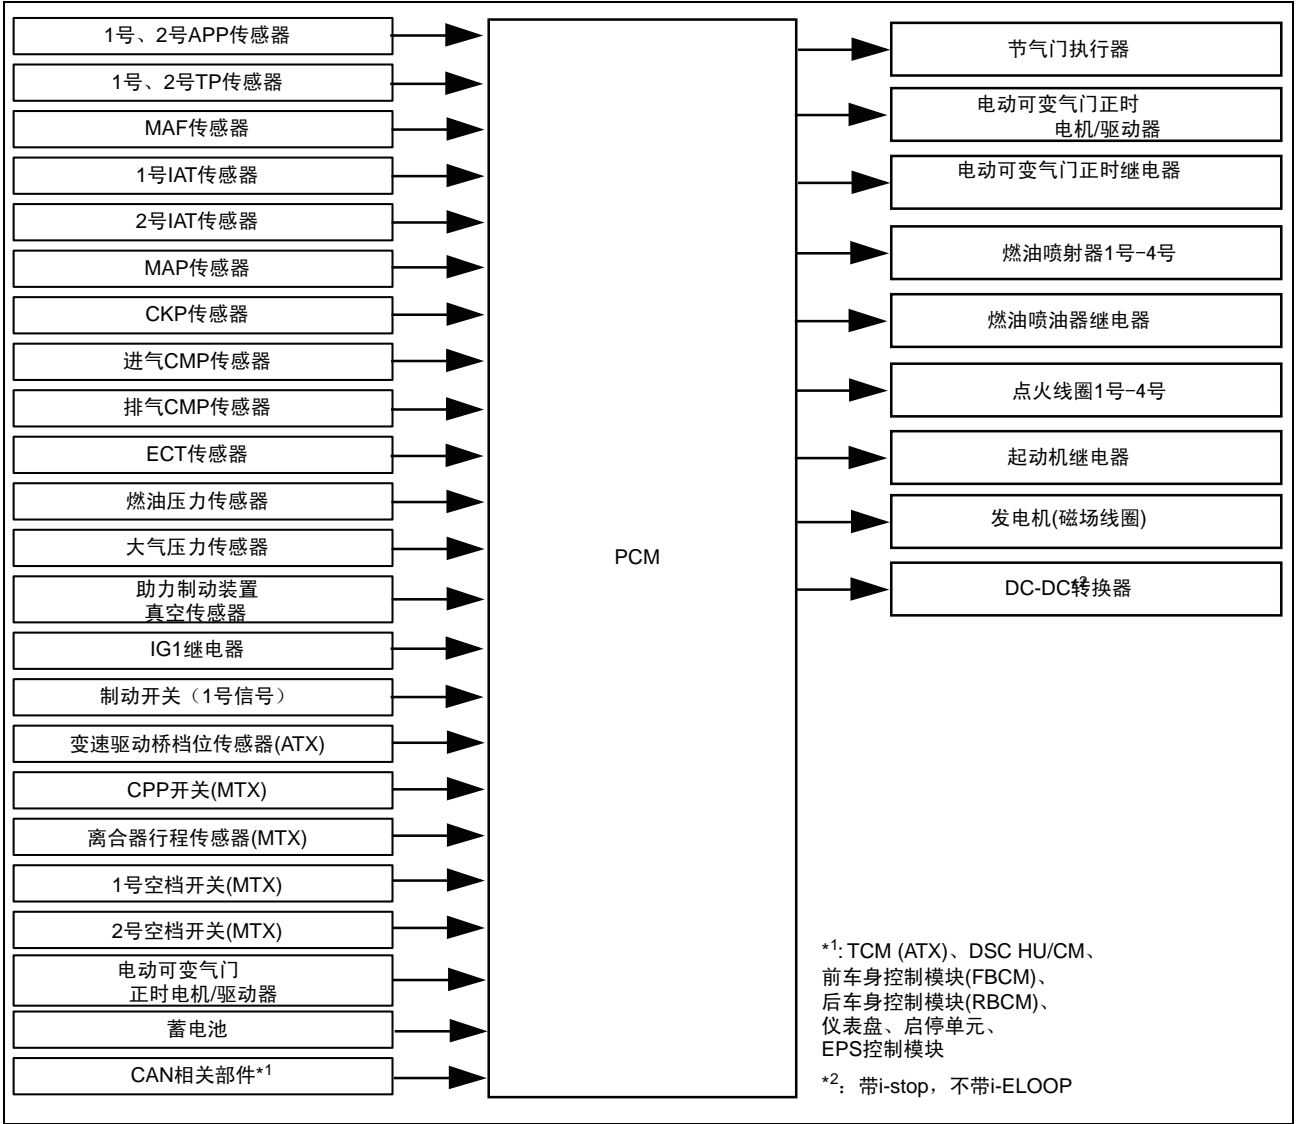 1号、2号APP传感器
1号、2号TP传感器
MAF传感器
1号IAT传感器
2号IAT传感器
MAP传感器
CKP传感器
进气CMP传感器
排气CMP传感器
ECT传感器
燃油压力传感器
大气压力传感器
助力制动装置
真空传感器
IG1继电器
制动开关（1号信号）
变速驱动桥档位传感器(ATX)
CPP开关(MTX)
离合器行程传感器(MTX)
1号空档开关(MTX)
2号空档开关(MTX)
电动可变气门
正时电机/驱动器
蓄电池
CAN相关部件*1
PCM
节气门执行器
电动可变气门正时
电机/驱动器
电动可变气门正时继电器
燃油喷射器1号-4号
燃油喷油器继电器
点火线圈1号-4号
起动机继电器
发电机(磁场线圈)
DC-DC转换器*2
*1: TCM (ATX)、DSC HU/CM、
前车身控制模块(FBCM)、
后车身控制模块(RBCM)、
仪表盘、启停单元、
EPS控制模块
*2：带i-stop，不带i-ELOOP